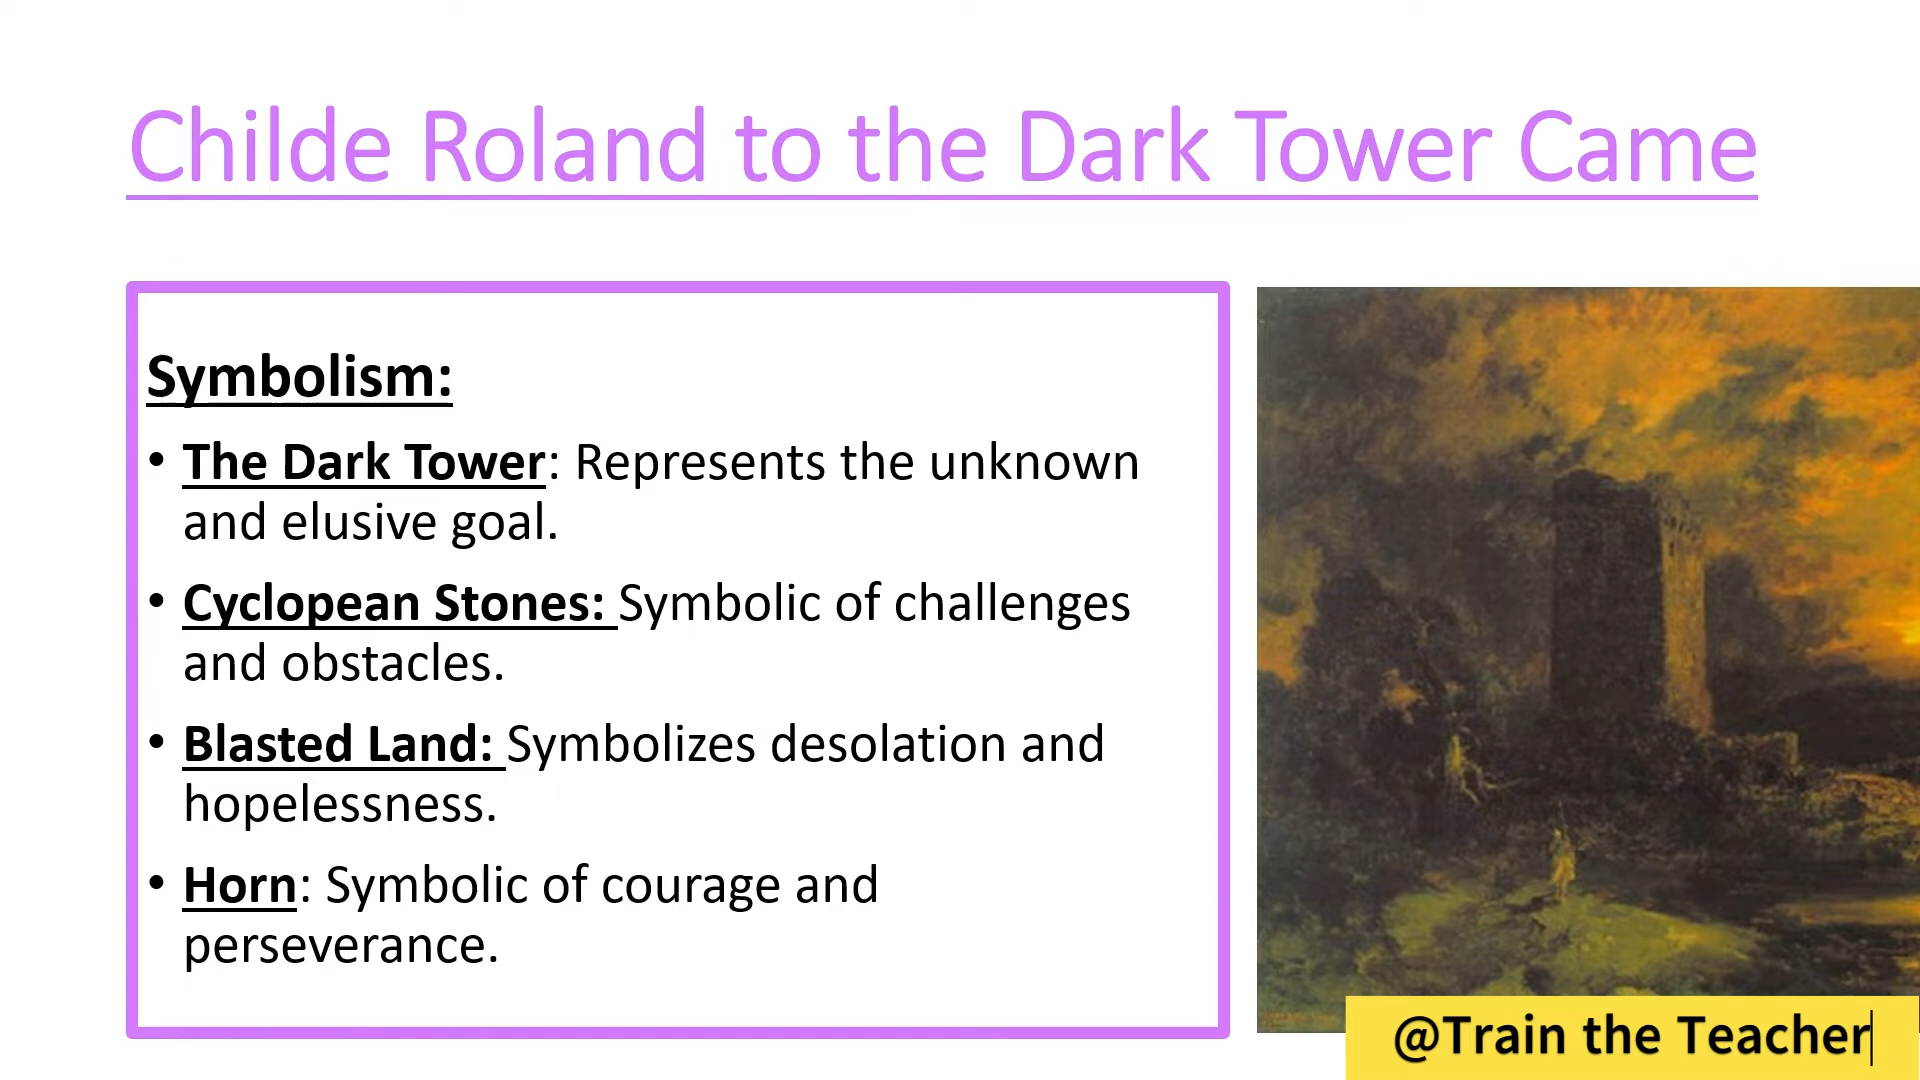 Childe Roland to the Dark Tower Came
Symbolism:
• The Dark Tower: Represents the unknown
and elusive goal.
• Cyclopean Stones: Symbolic of challenges
and obstacles.
• Blasted Land: Symbolizes desolation and
hopelessness.
• Horn: Symbolic of courage and
perseverance.
@Train the Teacher